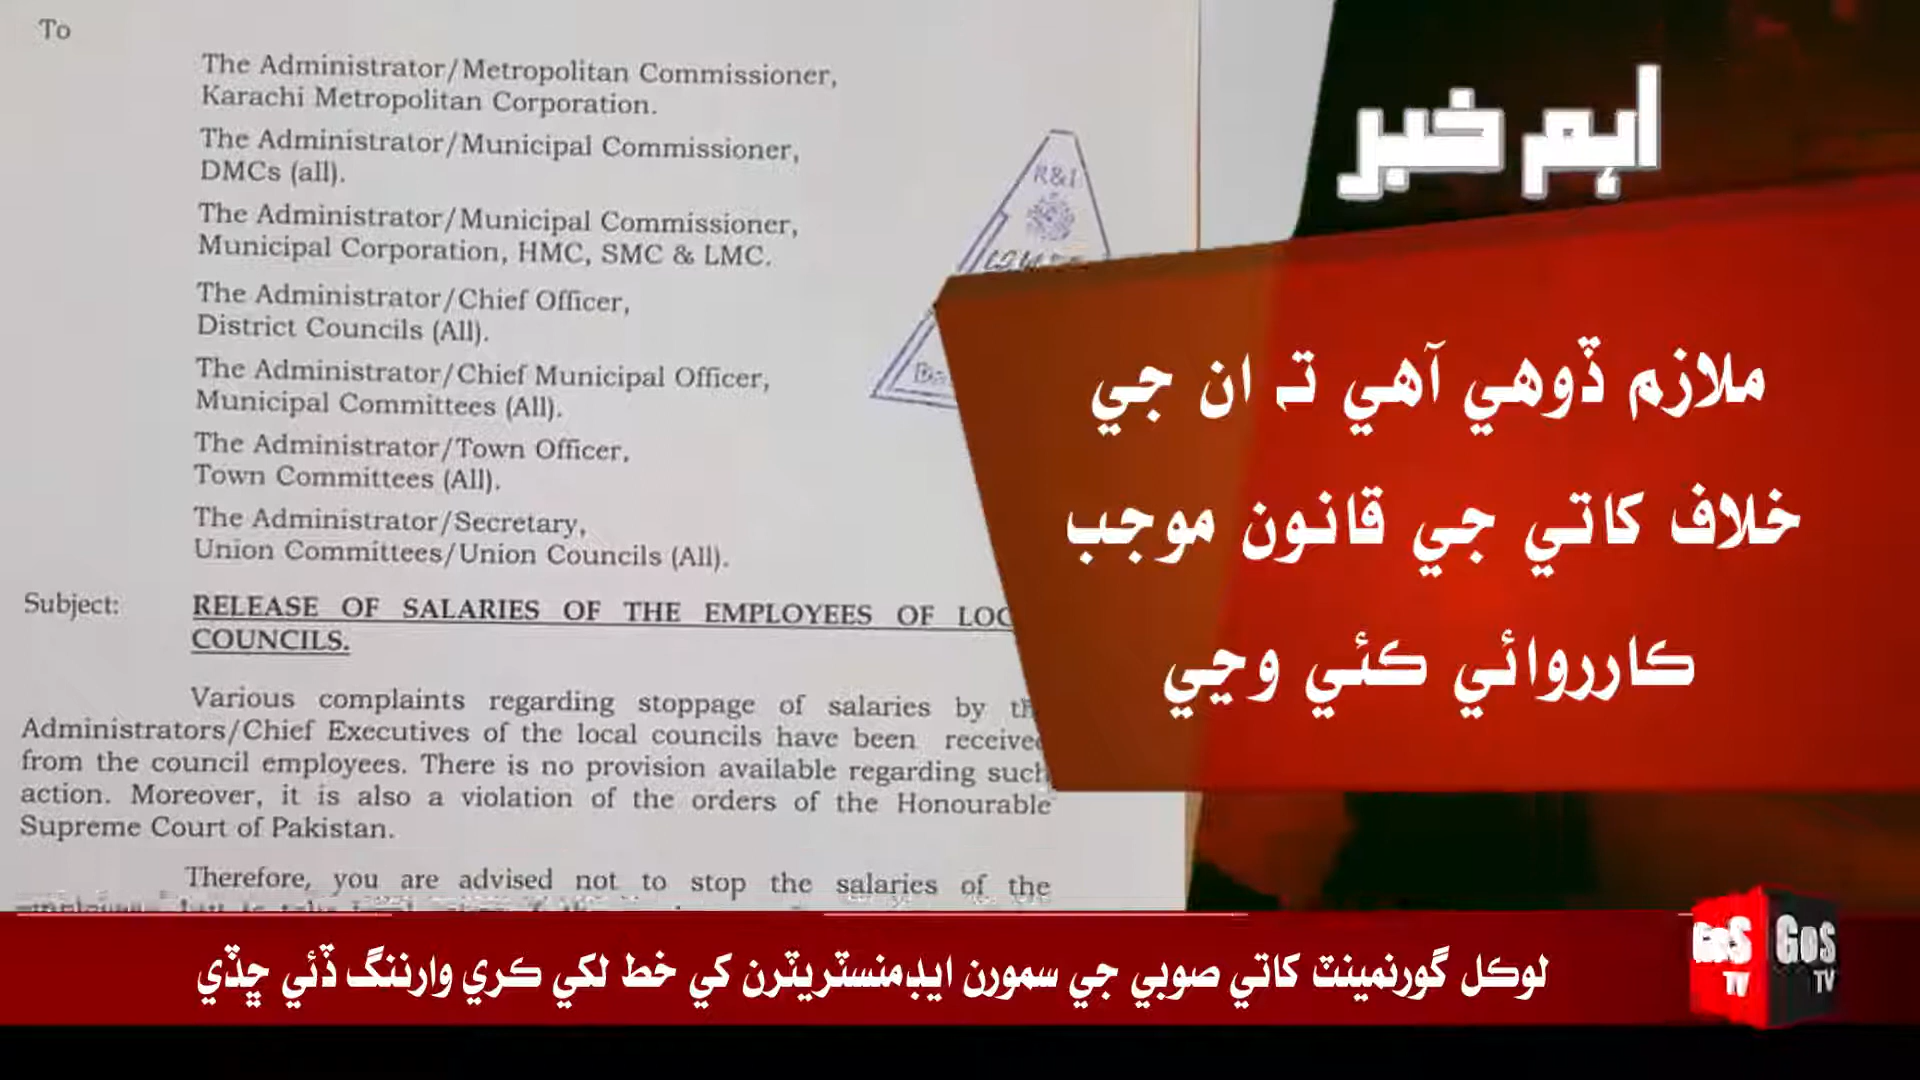 To
The Administrator/Metropolitan Commissioner,
Karachi Metropolitan Corporation.
The Administrator/Municipal Commissioner,
DMCs (all).
The Administrator/Municipal Commissioner,
Municipal Corporation, HMC, SMC & LMC.
The Administrator/Chief Officer,
District Councils (All).
The Administrator/Chief Municipal Officer,
Municipal Committees (All).
The Administrator/Town Officer,
Town Committees (All).
The Administrator/Secretary,
Union Committees/Union Councils (All).
Subject: RELEASE OF SALARIES OF THE EMPLOYEES OF LOC
COUNCILS.
Various complaints regarding stoppage of salaries by th
Administrators/Chief Executives of the local councils have been received
from the council employees. There is no provision available regarding such
action. Moreover, it is also a violation of the orders of the Honourable
Supreme Court of Pakistan.
Therefore, you are advised not to stop the salaries of the
R&I
اہم خبر
ملازم ڏوهي آهي تہ ان جي
خلاف کاتي جي قانون موجب
ڪارروائي ڪئي وڃي
لوڪل گورنمينٽ کاتي صوبي جي سمورن ايڊمنسٽريٽرن کي خط لکي ڪري وارننگ ڏئي ڇڏي
GoS TV
GoS TV